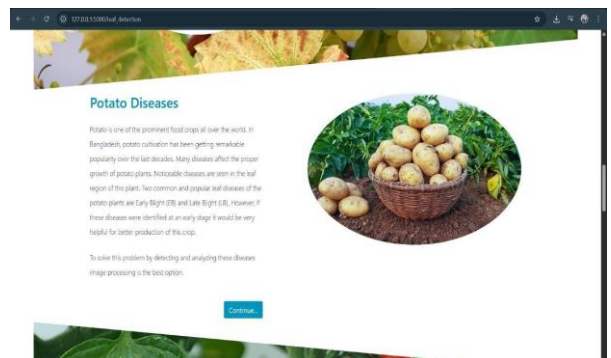 127.0.0.1:5000/leaf_detection
Potato Diseases
Potato is one of the prominent food crops all over the world. In
Bangladesh, potato cultivation has been getting remarkable
popularity over the last decades. Many diseases affect the proper
growth of potato plants. Noticeable diseases are seen in the leaf
region of this plant. Two common and popular leaf diseases of the
potato plants are Early Blight (EB) and Late Blight (LB). However, if
these diseases were identified at an early stage it would be very
helpful for better production of this crop.
To solve this problem by detecting and analyzing these diseases
image processing is the best option.
Continue...